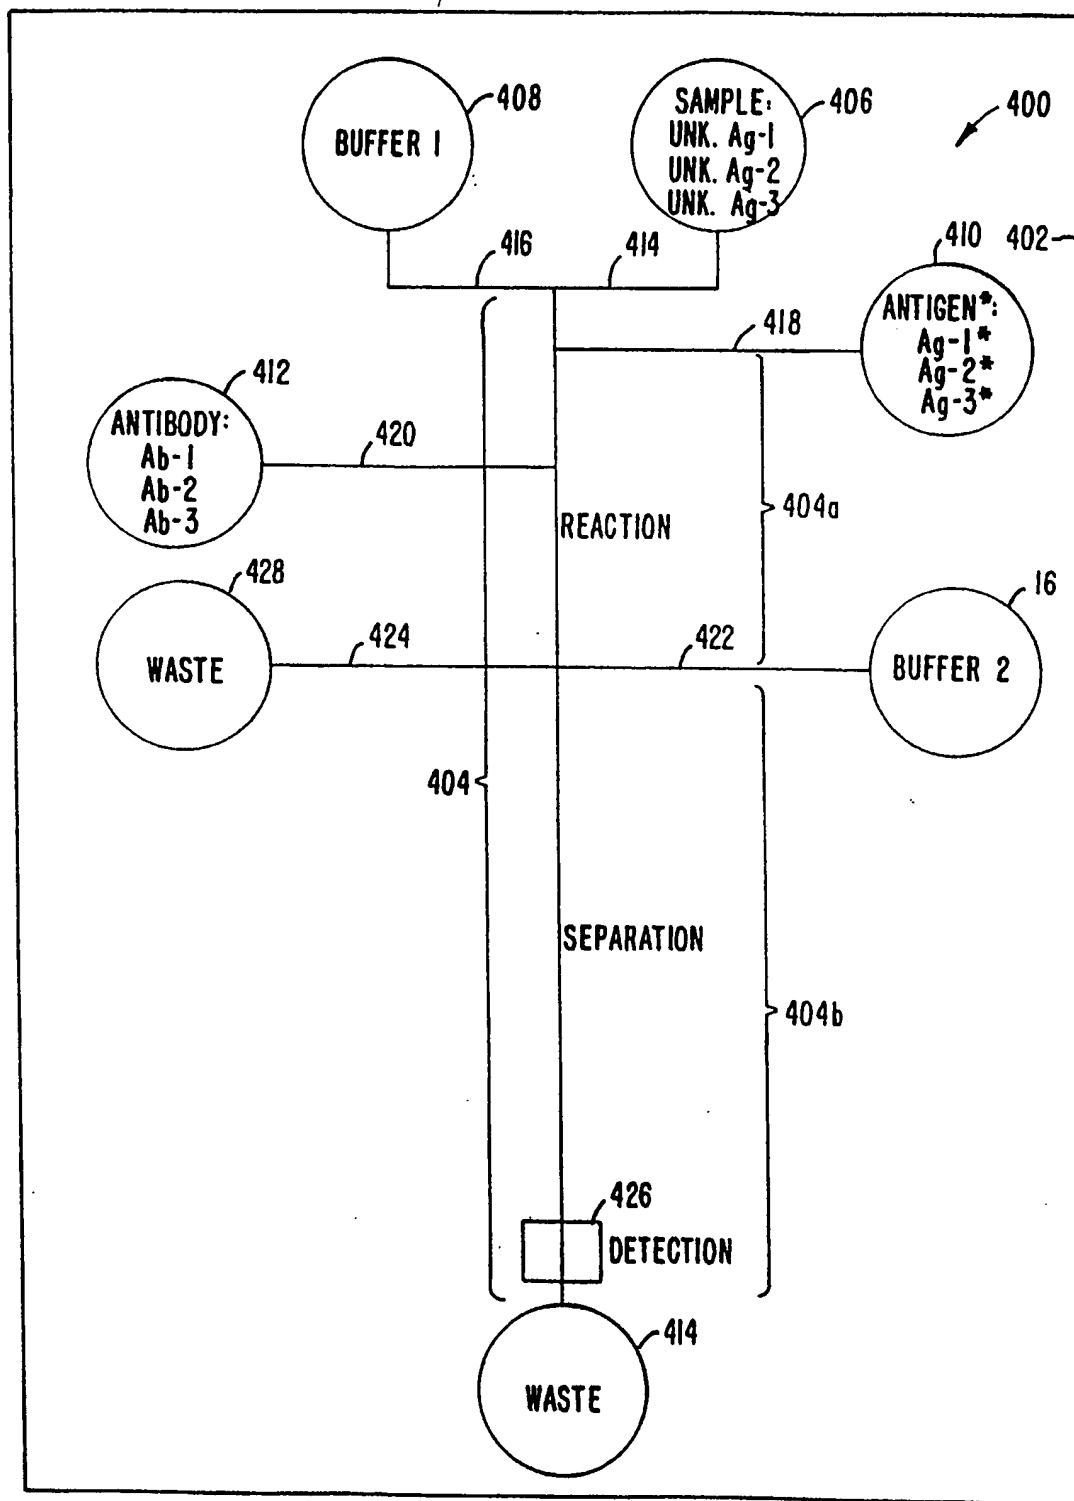 408
BUFFER 1
SAMPLE:
UNK. Ag-1
UNK. Ag-2
UNK. Ag-3
406
400
416
414
410
402
ANTIGEN*:
Ag-1*
Ag-2*
Ag-3*
418
412
ANTIBODY:
Ab-1
Ab-2
Ab-3
420
REACTION
404a
428
WASTE
424
422
16
BUFFER 2
404
SEPARATION
404b
426
DETECTION
414
WASTE